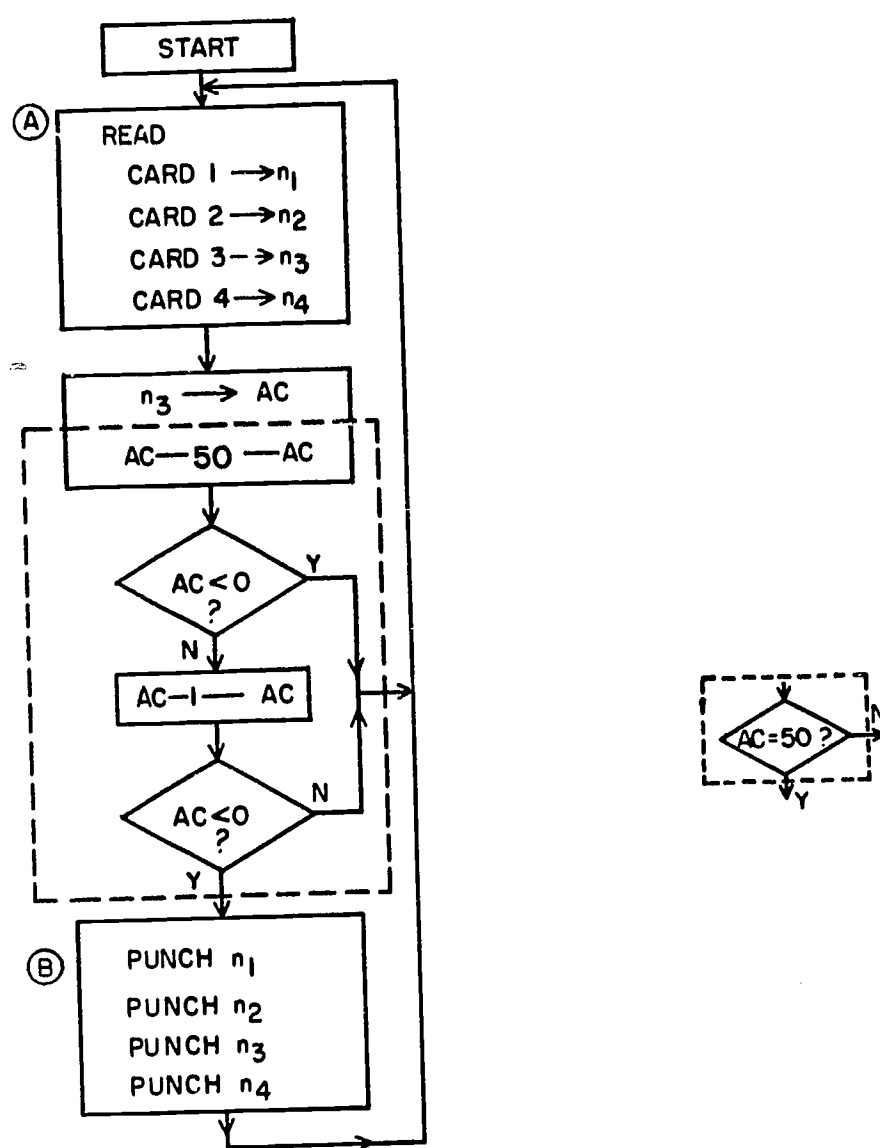 START
A
READ
CARD 1 → n1
CARD 2 → n2
CARD 3 --> n3
CARD 4 → n4
n3 → AC
AC — 50 — AC
AC < 0
?
Y
N
AC — 1 — AC
AC < 0
?
N
Y
B
PUNCH n1
PUNCH n2
PUNCH n3
PUNCH n4
AC = 50 ?
N
Y